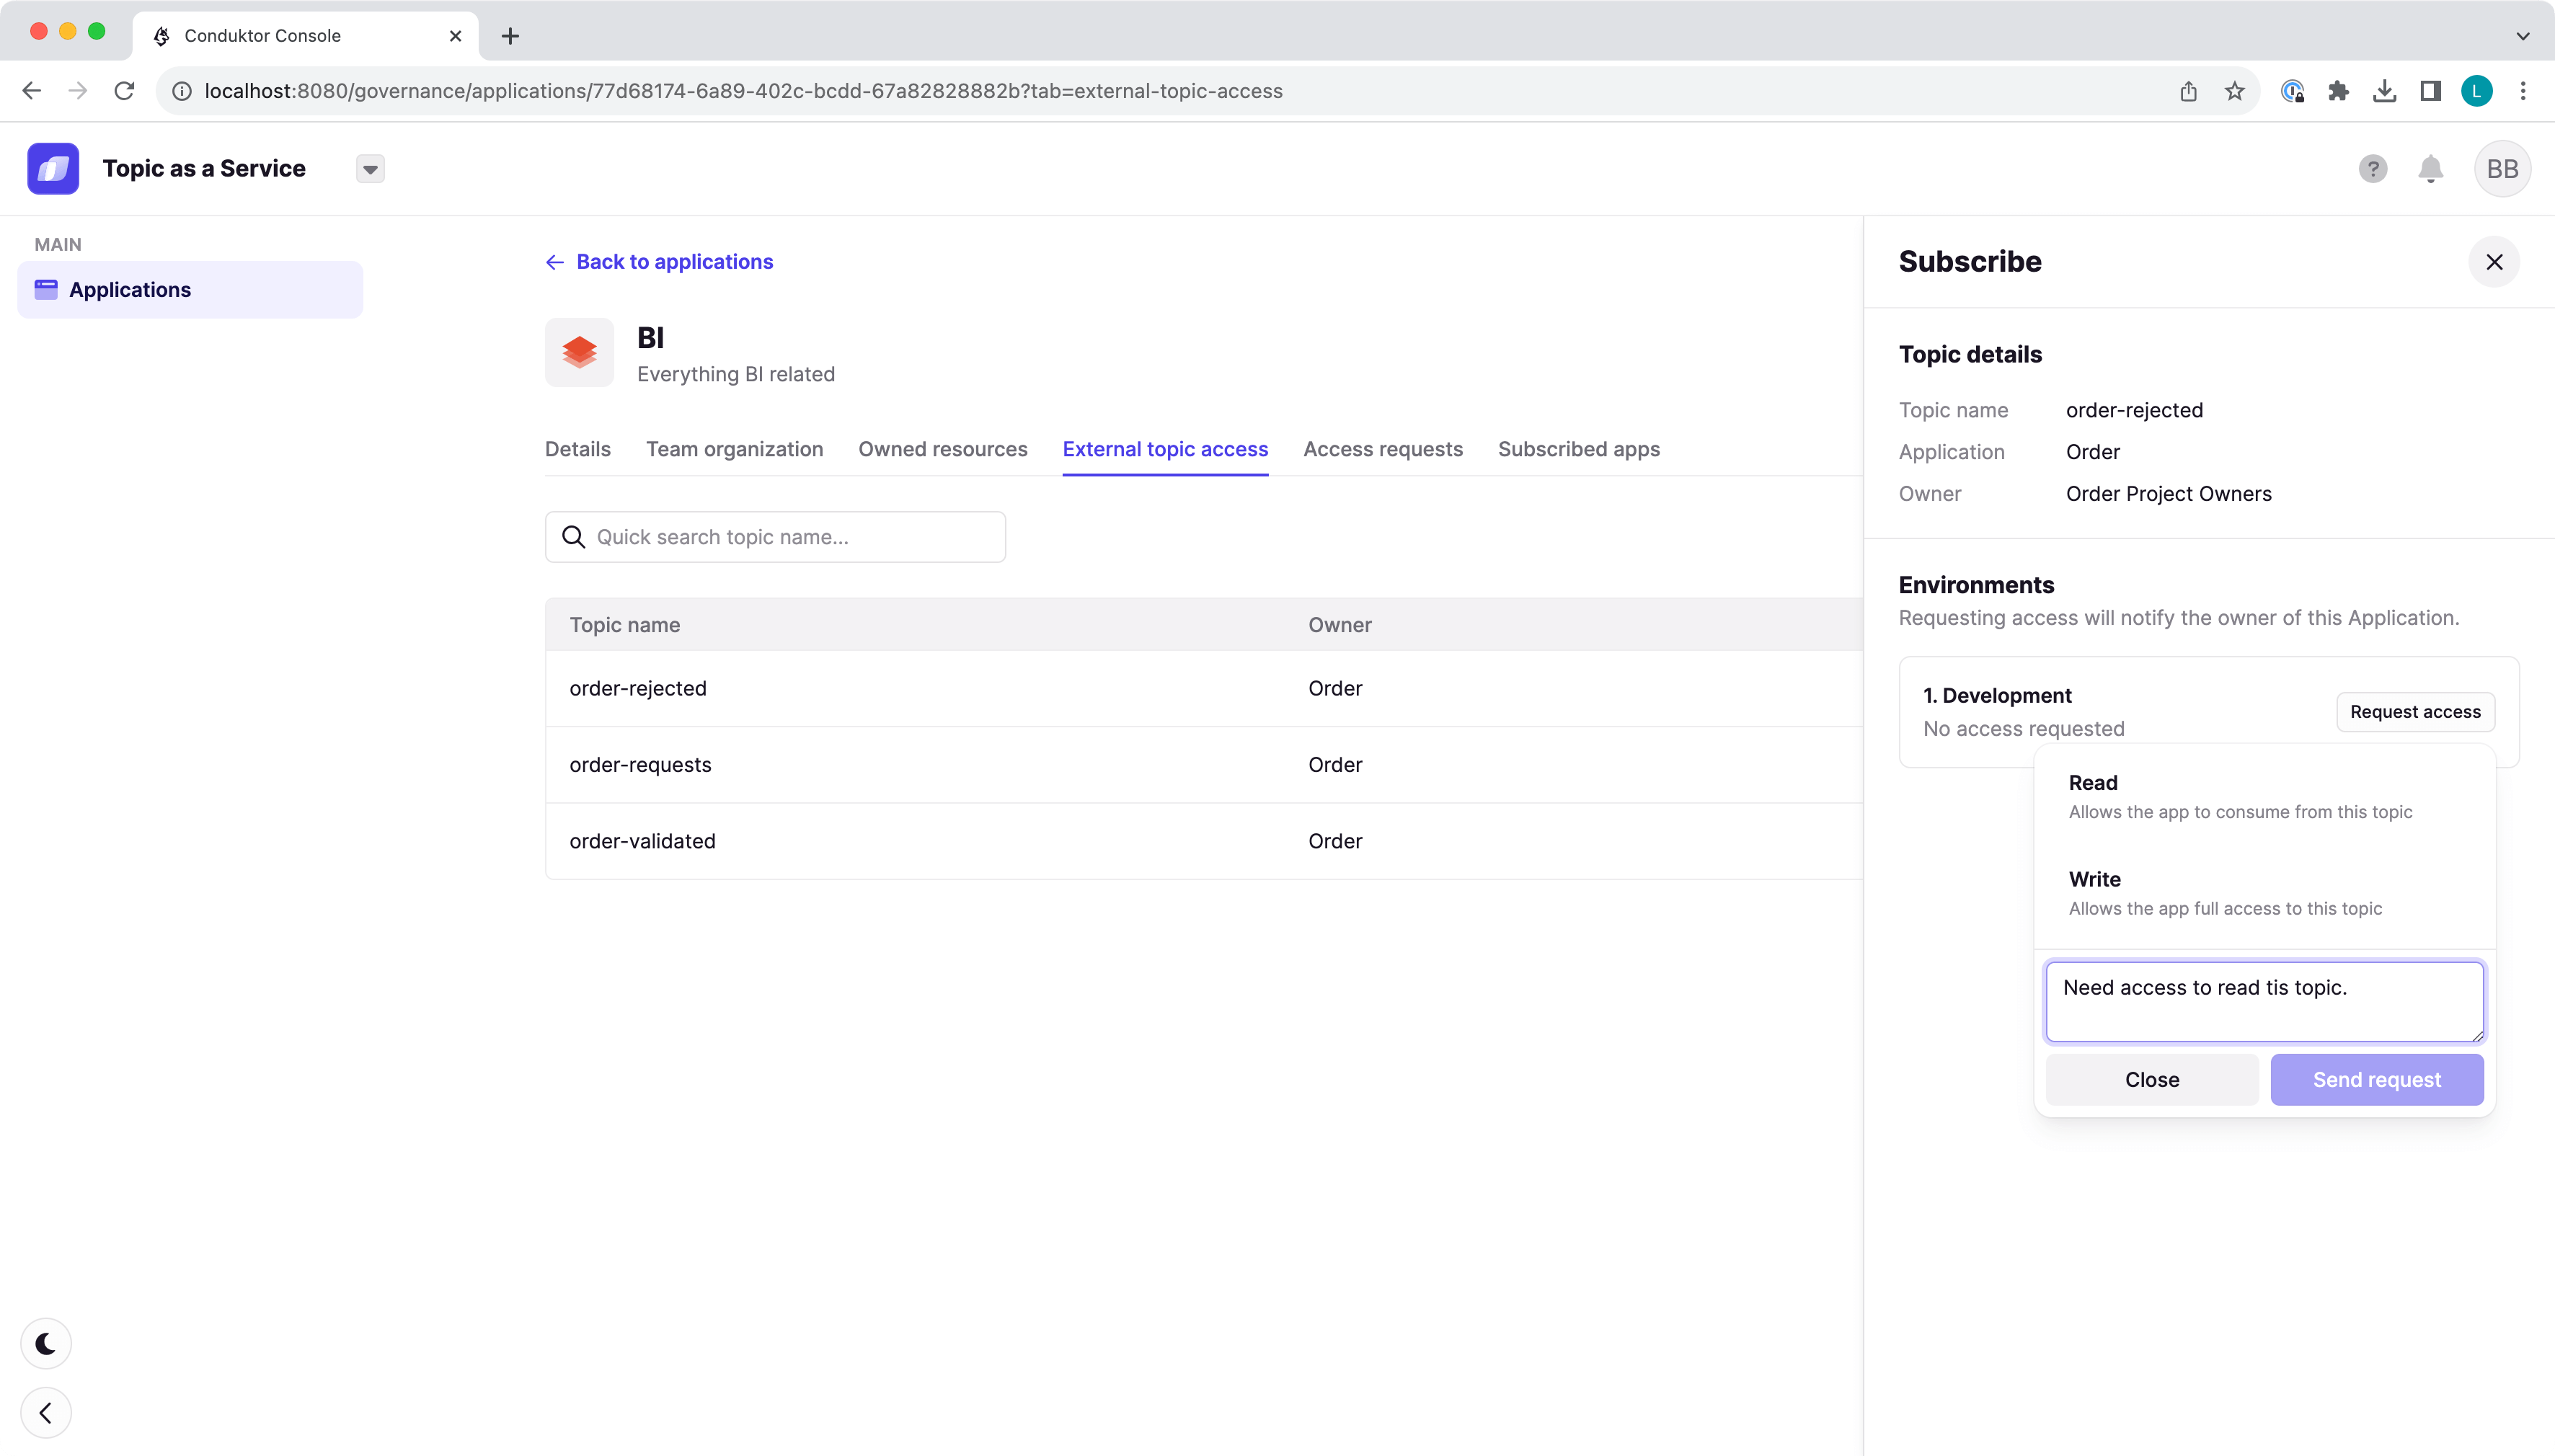 Conduktor Console
localhost:8080/governance/applications/77d68174-6a89-402c-bcdd-67a82828882b?tab=external-topic-access
L
Topic as a Service
?
BB
MAIN
Applications
Back to applications
BI
Everything BI related
Details
Team organization
Owned resources
External topic access
Access requests
Subscribed apps
Quick search topic name...
Topic name
Owner
order-rejected
Order
order-requests
Order
order-validated
Order
Subscribe
Topic details
Topic name
order-rejected
Application
Order
Owner
Order Project Owners
Environments
Requesting access will notify the owner of this Application.
1. Development
No access requested
Request access
Read
Allows the app to consume from this topic
Write
Allows the app full access to this topic
Need access to read tis topic.
Close
Send request